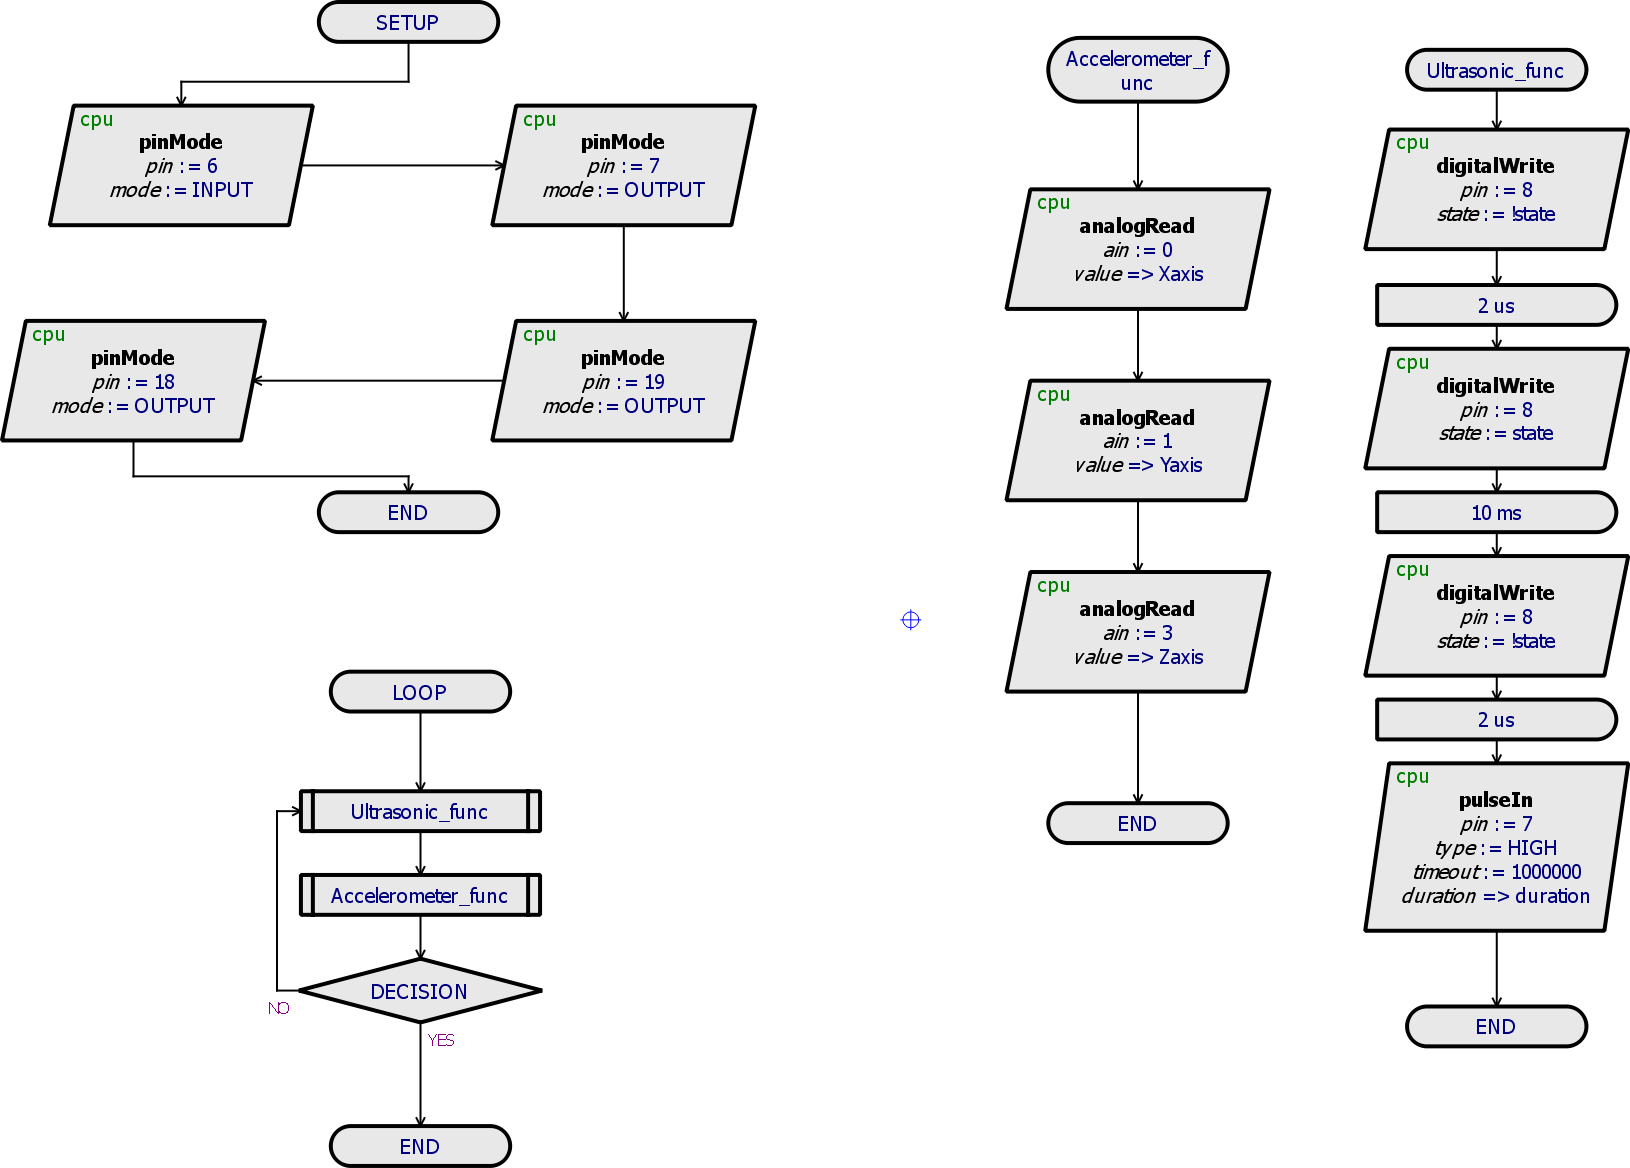 SETUP
cpu
pinMode
pin := 6
mode := INPUT
cpu
pinMode
pin := 7
mode := OUTPUT
cpu
pinMode
pin := 18
mode := OUTPUT
cpu
pinMode
pin := 19
mode := OUTPUT
END
LOOP
Ultrasonic_func
Accelerometer_func
DECISION
NO
YES
END
Accelerometer_f
unc
cpu
analogRead
ain := 0
value => Xaxis
cpu
analogRead
ain := 1
value => Yaxis
cpu
analogRead
ain := 3
value => Zaxis
END
Ultrasonic_func
cpu
digitalWrite
pin := 8
state := !state
2 us
cpu
digitalWrite
pin := 8
state := state
10 ms
cpu
digitalWrite
pin := 8
state := !state
2 us
cpu
pulseIn
pin := 7
type := HIGH
timeout := 1000000
duration => duration
END